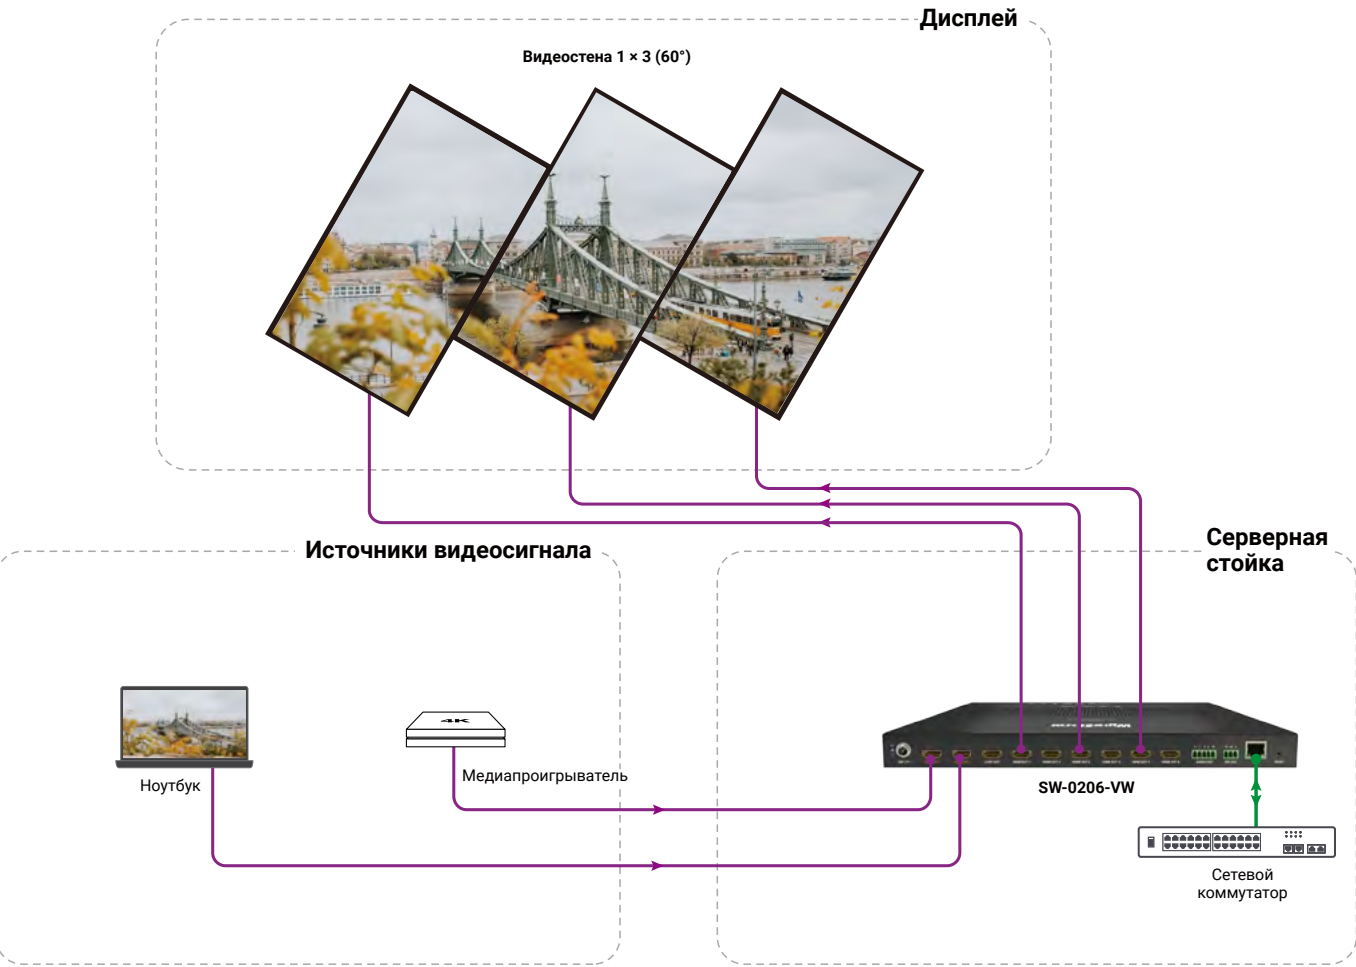 Дисплей
Видеостена 1 × 3 (60°)
Источники видеосигнала
Серверная
стойка
4K
Ноутбук
Медиапроигрыватель
SW-0206-VW
Сетевой
коммутатор